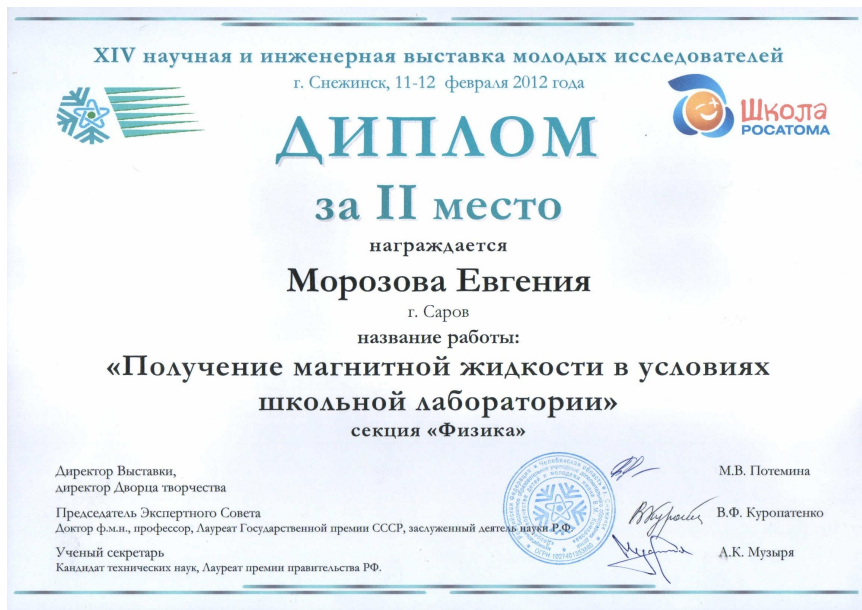 XIV научная и инженерная выставка молодых исследователей
г. Снежинск, 11-12 февраля 2012 года
Школа
РОСАТОМА
ДИПЛОМ
за II место
награждается
Морозова Евгения
г. Саров
название работы:
«Получение магнитной жидкости в условиях
школьной лаборатории»
секция «Физика»
Директор Выставки,
директор Дворца творчества
М.В. Потемина
Председатель Экспертного Совета
В.Ф. Куропатенко
Доктор ф.м.н., профессор, Лауреат Государственной премии СССР, заслуженный деятель науки Р.Ф.
Ученый секретарь
А.К. Музыря
Кандидат технических наук, Лауреат премии правительства РФ.